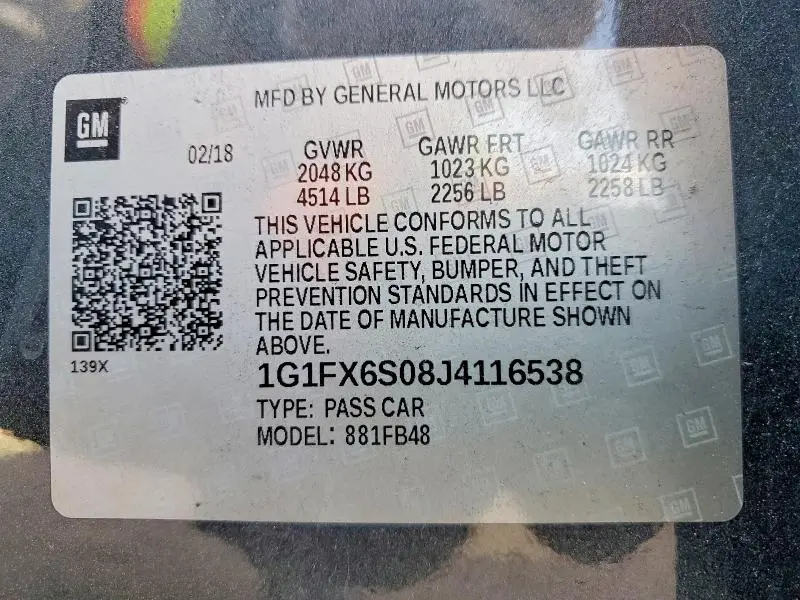 MFD BY GENERAL MOTORS LLC
GM
02/18
GVWR GAWR FRT GAWR RR
2048 KG 1023 KG 1024 KG
4514 LB 2256 LB 2258 LB
THIS VEHICLE CONFORMS TO ALL
APPLICABLE U.S. FEDERAL MOTOR
VEHICLE SAFETY, BUMPER, AND THEFT
PREVENTION STANDARDS IN EFFECT ON
THE DATE OF MANUFACTURE SHOWN
ABOVE.
139X
1G1FX6S08J4116538
TYPE: PASS CAR
MODEL: 881FB48